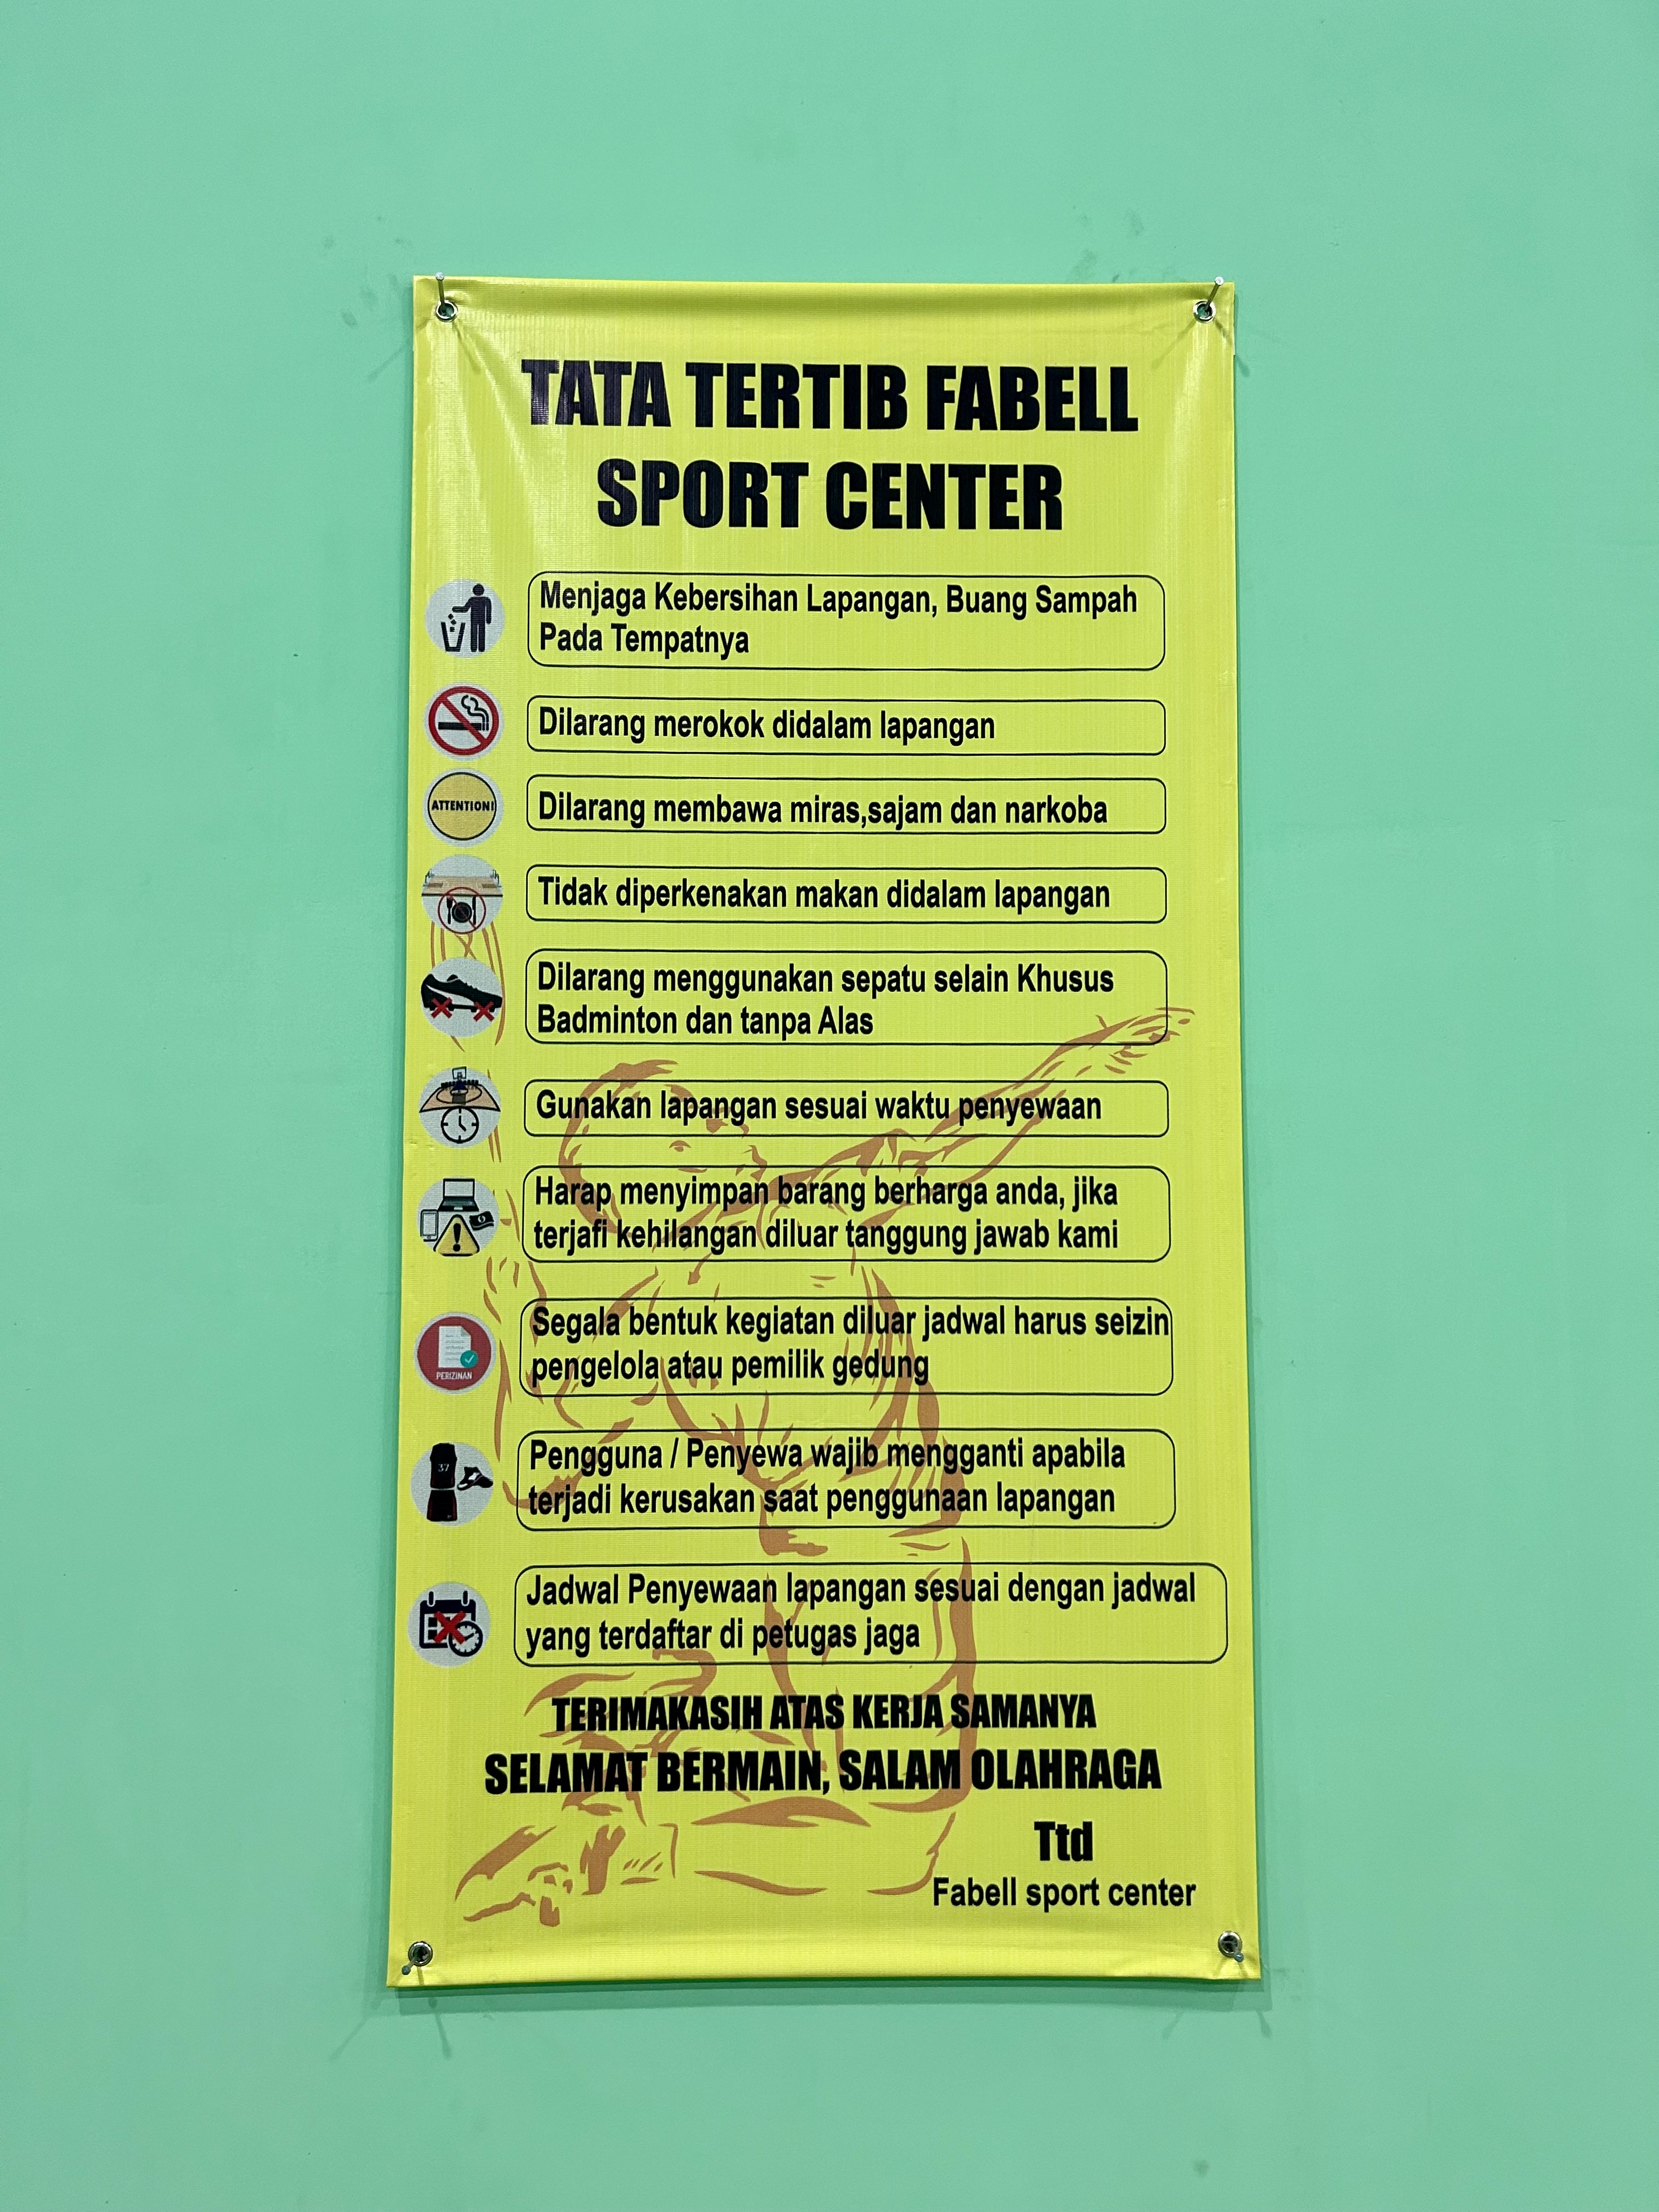 TATA TERTIB FABELL
SPORT CENTER
Menjaga Kebersihan Lapangan, Buang Sampah
Pada Tempatnya
Dilarang merokok didalam lapangan
ATTENTION!
Dilarang membawa miras,sajam dan narkoba
Tidak diperkenakan makan didalam lapangan
Dilarang menggunakan sepatu selain Khusus
Badminton dan tanpa Alas
Gunakan lapangan sesuai waktu penyewaan
Harap menyimpan barang berharga anda, jika
terjafi kehilangan diluar tanggung jawab kami
Segala bentuk kegiatan diluar jadwal harus seizin
pengelola atau pemilik gedung
PERIZINAN
Pengguna / Penyewa wajib mengganti apabila
terjadi kerusakan saat penggunaan lapangan
37
Jadwal Penyewaan lapangan sesuai dengan jadwal
yang terdaftar di petugas jaga
TERIMAKASIH ATAS KERJA SAMANYA
SELAMAT BERMAIN, SALAM OLAHRAGA
Ttd
Fabell sport center